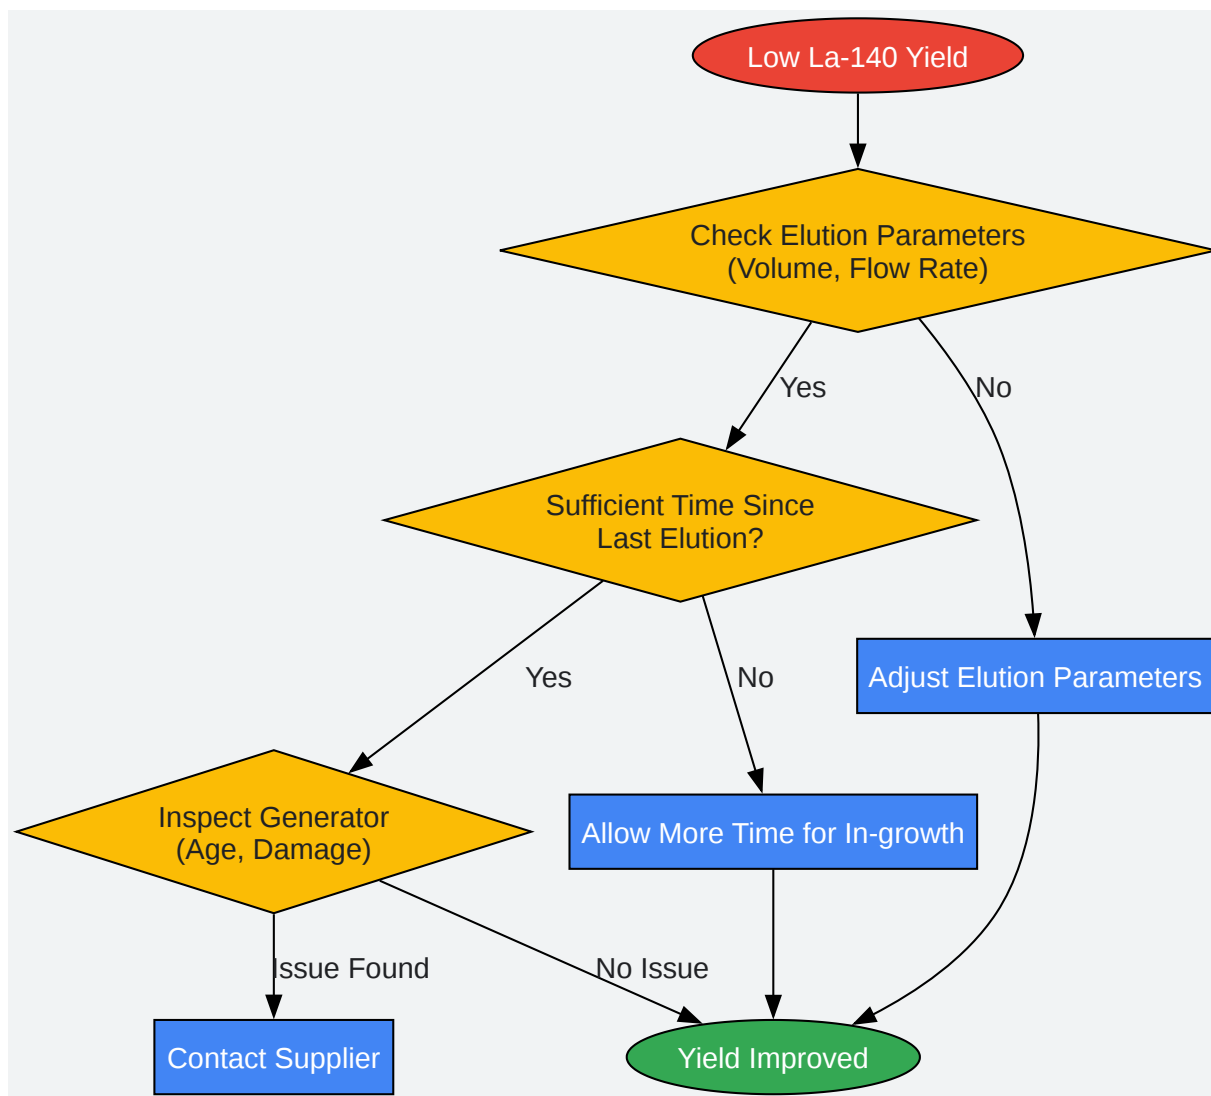 Low La-140 Yield
Check Elution Parameters
(Volume, Flow Rate)
Yes
No
Sufficient Time Since
Last Elution?
Yes
No
Adjust Elution Parameters
Inspect Generator
(Age, Damage)
Allow More Time for In-growth
Issue Found
No Issue
Contact Supplier
Yield Improved